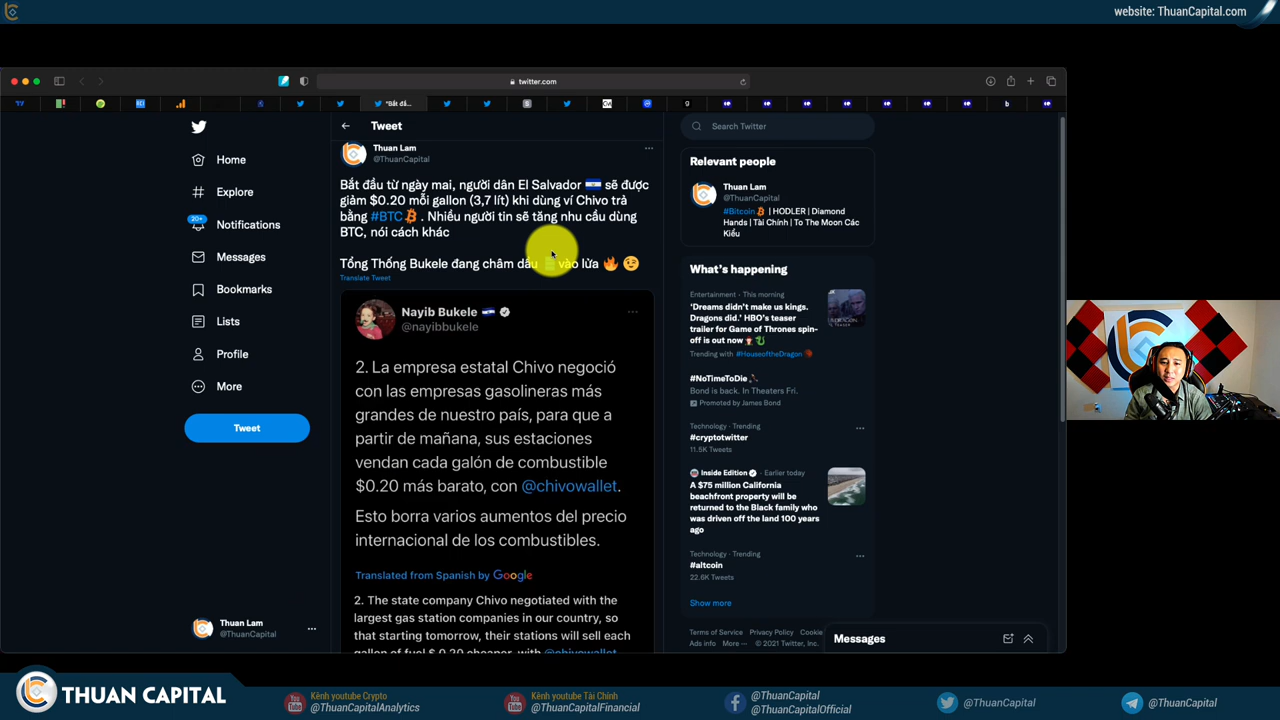 website: ThuanCapital.com
twitter.com
"Bắt đầ...
Home
Explore
20+
Notifications
Messages
Bookmarks
Lists
Profile
More
Tweet
Thuan Lam
@ThuanCapital
Tweet
Thuan Lam
@ThuanCapital
Bắt đầu từ ngày mai, người dân El Salvador sẽ được
giảm $0.20 mỗi gallon (3,7 lít) khi dùng ví Chivo trả
bằng #BTC . Nhiều người tin sẽ tăng nhu cầu dùng
BTC, nói cách khác
Tổng Thống Bukele đang châm dầu vào lửa
Translate Tweet
Nayib Bukele
@nayibbukele
2. La empresa estatal Chivo negoció
con las empresas gasolineras más
grandes de nuestro país, para que a
partir de mañana, sus estaciones
vendan cada galón de combustible
$0.20 más barato, con @chivowallet.
Esto borra varios aumentos del precio
internacional de los combustibles.
Translated from Spanish by Google
2. The state company Chivo negotiated with the
largest gas station companies in our country, so
that starting tomorrow, their stations will sell each
gallon of fuel $ 0.20 cheaper, with @chivowallet.
Search Twitter
Relevant people
Thuan Lam
@ThuanCapital
#Bitcoin | HODLER | Diamond
Hands | Tài Chính | To The Moon Các
Kiểu
What's happening
Entertainment · This morning
'Dreams didn't make us kings.
Dragons did.' HBO's teaser
trailer for Game of Thrones spin-
off is out now
Trending with #HouseoftheDragon
#NoTimeToDie
Bond is back. In Theaters Fri.
Promoted by James Bond
Technology · Trending
#cryptotwitter
11.5K Tweets
Inside Edition · Earlier today
A $75 million California
beachfront property will be
returned to the Black family who
was driven off the land 100 years
ago
Technology · Trending
#altcoin
22.6K Tweets
Show more
Terms of Service Privacy Policy Cookie
Ads info More ··· © 2021 Twitter, Inc.
Messages
THUAN CAPITAL
Kênh youtube Crypto
@ThuanCapitalAnalytics
Kênh youtube Tài Chính
@ThuanCapitalFinancial
@ThuanCapital
@ThuanCapitalOfficial
@ThuanCapital
@ThuanCapital